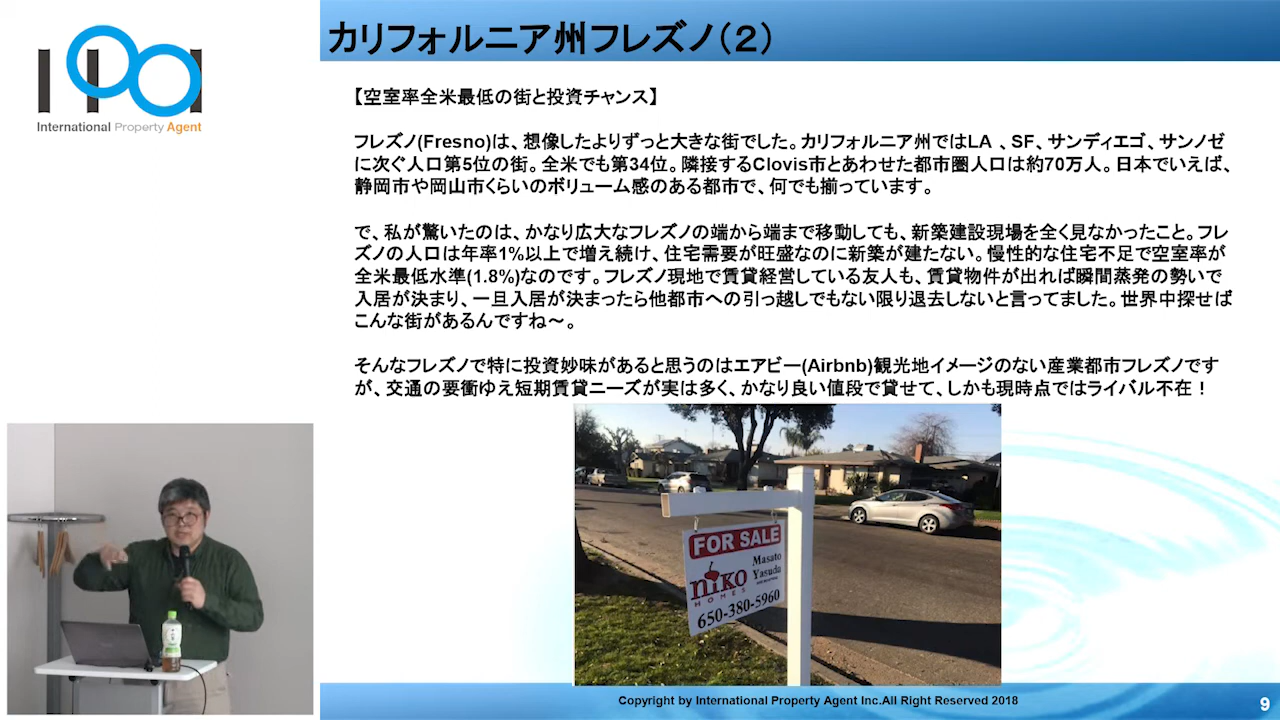 IPA
International Property Agent
カリフォルニア州フレズノ（2）
【空室率全米最低の街と投資チャンス】
フレズノ(Fresno)は、想像したよりずっと大きな街でした。カリフォルニア州ではLA 、SF、サンディエゴ、サンノゼ
に次ぐ人口第5位の街。全米でも第34位。隣接するClovis市とあわせた都市圏人口は約70万人。日本でいえば、
静岡市や岡山市くらいのボリューム感のある都市で、何でも揃っています。
で、私が驚いたのは、かなり広大なフレズノの端から端まで移動しても、新築建設現場を全く見なかったこと。フレ
ズノの人口は年率1%以上で増え続け、住宅需要が旺盛なのに新築が建たない。慢性的な住宅不足で空室率が
全米最低水準(1.8%)なのです。フレズノ現地で賃貸経営している友人も、賃貸物件が出れば瞬間蒸発の勢いで
入居が決まり、一旦入居が決まったら他都市への引っ越しでもない限り退去しないと言ってました。世界中探せば
こんな街があるんですね～。
そんなフレズノで特に投資妙味があると思うのはエアビー(Airbnb)観光地イメージのない産業都市フレズノです
が、交通の要衝ゆえ短期賃貸ニーズが実は多く、かなり良い値段で貸せて、しかも現時点ではライバル不在！
FOR SALE
niko
HOMES
Masato
Yasuda
650-380-5960
Copyright by International Property Agent Inc.All Right Reserved 2018
9